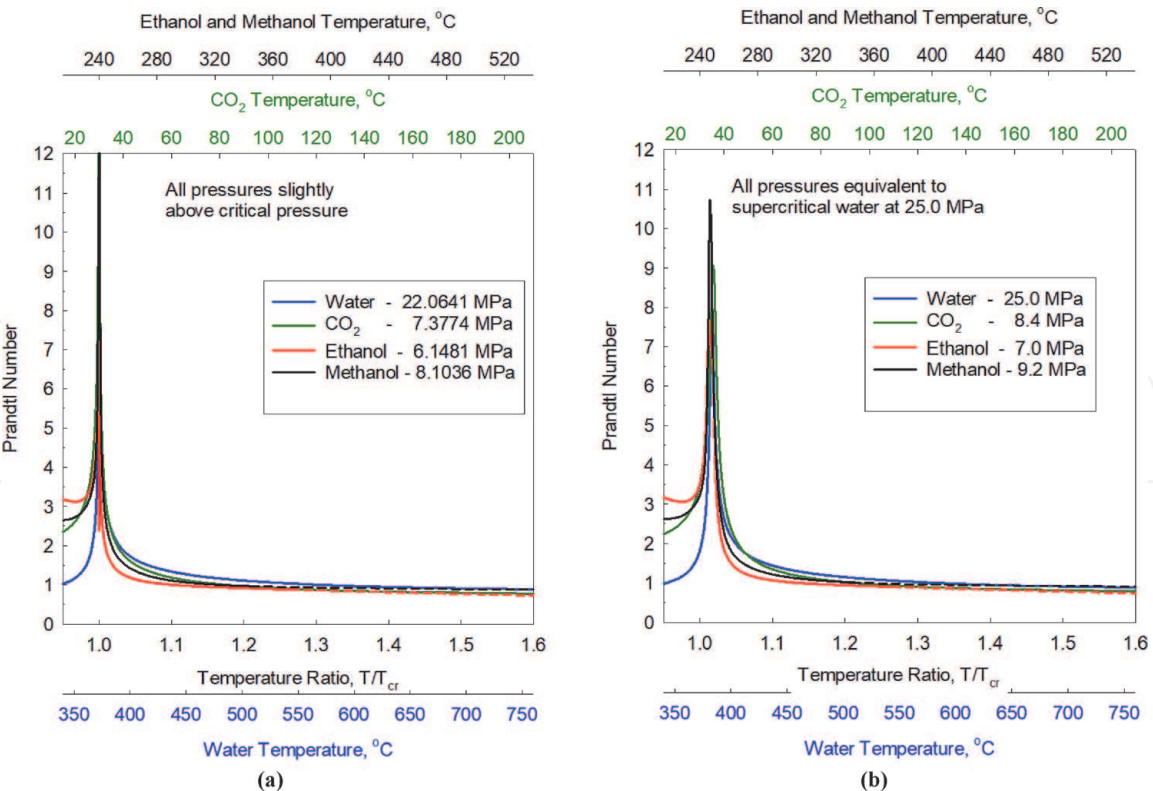 Ethanol and Methanol Temperature, °C
240 280 320 360 400 440 480 520
CO2 Temperature, °C
20 40 60 80 100 120 140 160 180 200
All pressures slightly
above critical pressure
Water - 22.0641 MPa
CO2 - 7.3774 MPa
Ethanol - 6.1481 MPa
Methanol - 8.1036 MPa
Prandtl Number
12
11
10
9
8
7
6
5
4
3
2
1
0
1.0 1.1 1.2 1.3 1.4 1.5 1.6
Temperature Ratio, T/Tcr
350 400 450 500 550 600 650 700 750
Water Temperature, °C
(a)
Ethanol and Methanol Temperature, °C
240 280 320 360 400 440 480 520
CO2 Temperature, °C
20 40 60 80 100 120 140 160 180 200
All pressures equivalent to
supercritical water at 25.0 MPa
Water - 25.0 MPa
CO2 - 8.4 MPa
Ethanol - 7.0 MPa
Methanol - 9.2 MPa
Prandtl Number
12
11
10
9
8
7
6
5
4
3
2
1
0
1.0 1.1 1.2 1.3 1.4 1.5 1.6
Temperature Ratio, T/Tcr
350 400 450 500 550 600 650 700 750
Water Temperature, °C
(b)